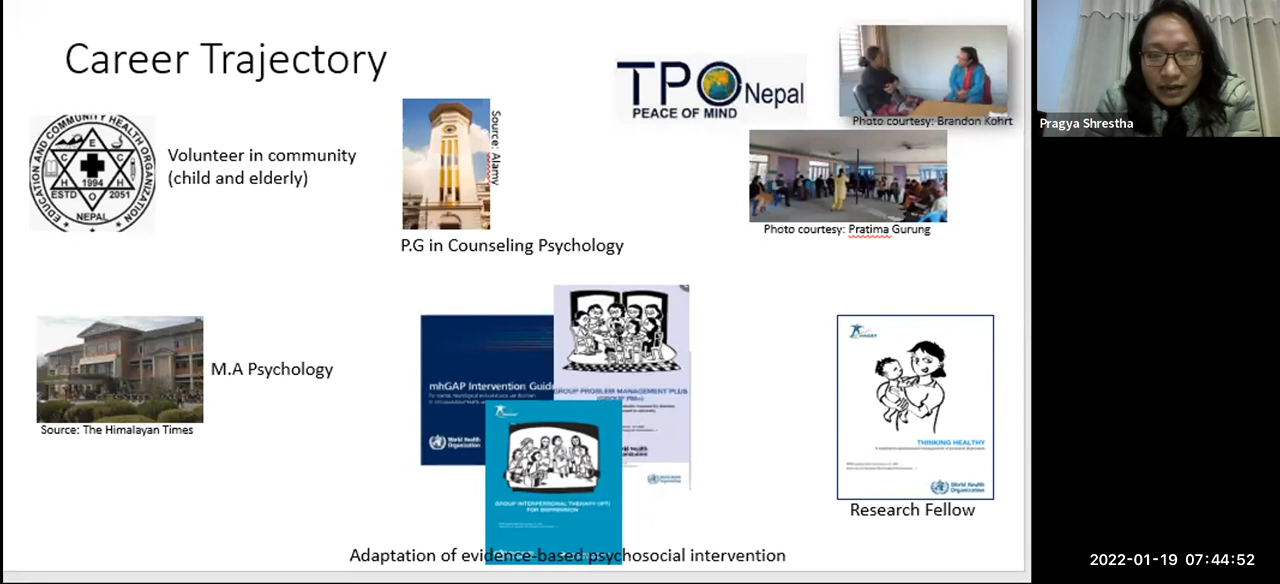 Career Trajectory
EDUCATION AND COMMUNITY HEALTH ORGANIZATION
E
C C
H 1994 H
ESTD O 2051
NEPAL
Volunteer in community
(child and elderly)
Source: Alamy
P.G in Counseling Psychology
TPO Nepal
PEACE OF MIND
Photo courtesy: Brandon Kohrt
Photo courtesy: Pratima Gurung
Pragya Shrestha
M.A Psychology
Source: The Himalayan Times
mhGAP Intervention Guide
World Health
Organization
GROUP PROBLEM MANAGEMENT PLUS
(GROUP PM+)
GROUP INTERPERSONAL THERAPY (IPT)
FOR DEPRESSION
THINKING HEALTHY
World Health
Organization
Research Fellow
Adaptation of evidence-based psychosocial intervention
2022-01-19 07:44:52